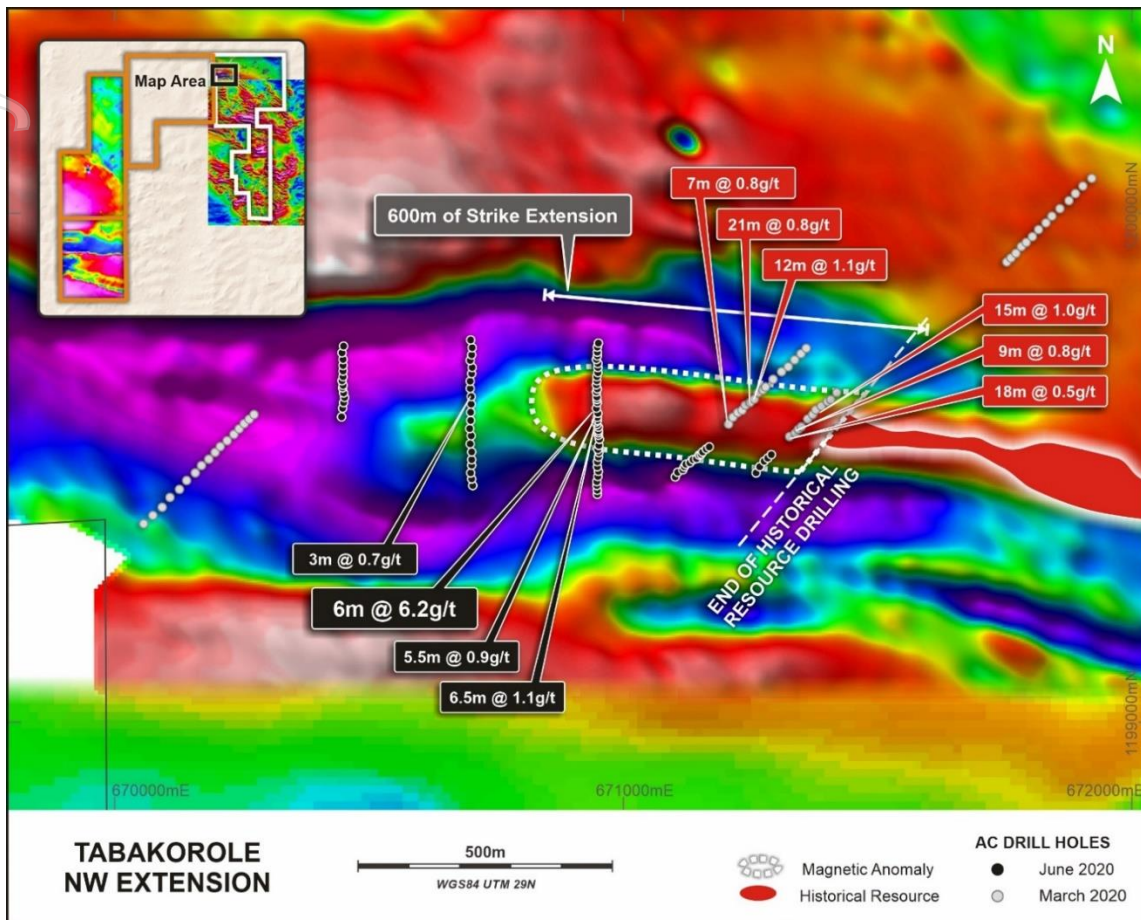 Map Area
N
7m @ 0.8g/t
600m of Strike Extension
21m @ 0.8g/t
12m @ 1.1g/t
15m @ 1.0g/t
9m @ 0.8g/t
18m @ 0.5g/t
END OF HISTORICAL
RESOURCE DRILLING
3m @ 0.7g/t
6m @ 6.2g/t
5.5m @ 0.9g/t
6.5m @ 1.1g/t
1199000mN
670000mE
671000mE
672000mE
TABAKOROLE
NW EXTENSION
500m
WGS84 UTM 29N
Magnetic Anomaly
Historical Resource
AC DRILL HOLES
June 2020
March 2020